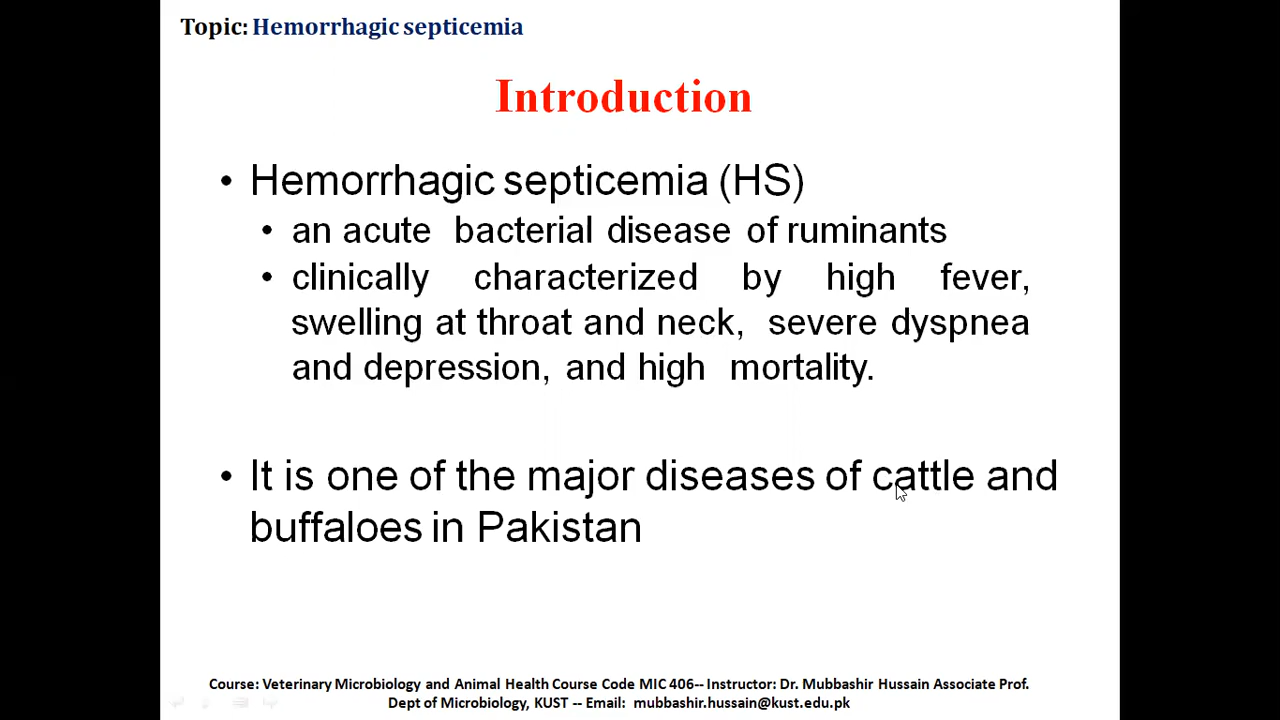 Topic: Hemorrhagic septicemia
Introduction
• Hemorrhagic septicemia (HS)
• an acute bacterial disease of ruminants
• clinically characterized by high fever,
swelling at throat and neck, severe dyspnea
and depression, and high mortality.
• It is one of the major diseases of cattle and
buffaloes in Pakistan
Course: Veterinary Microbiology and Animal Health Course Code MIC 406-- Instructor: Dr. Mubbashir Hussain Associate Prof.
Dept of Microbiology, KUST -- Email: mubbashir.hussain@kust.edu.pk